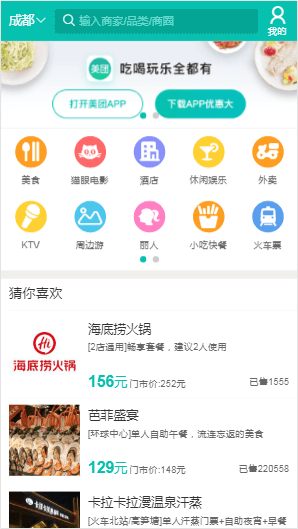 成都
输入商家/品类/商圈
我的
美团
吃喝玩乐全都有
打开美团APP
下载APP优惠大
美食
猫眼电影
酒店
休闲娱乐
外卖
KTV
周边游
丽人
小吃快餐
火车票
猜你喜欢
Hi
海底捞火锅
海底捞火锅
[2店通用]畅享套餐，建议2人使用
156元 门市价:252元
已售1555
芭菲盛宴
[环球中心]单人自助午餐，流连忘返的美食
129元 门市价:148元
已售220558
卡拉卡拉漫温泉汗蒸
[火车北站/高笋塘]单人汗蒸门票+自助夜宵+早餐